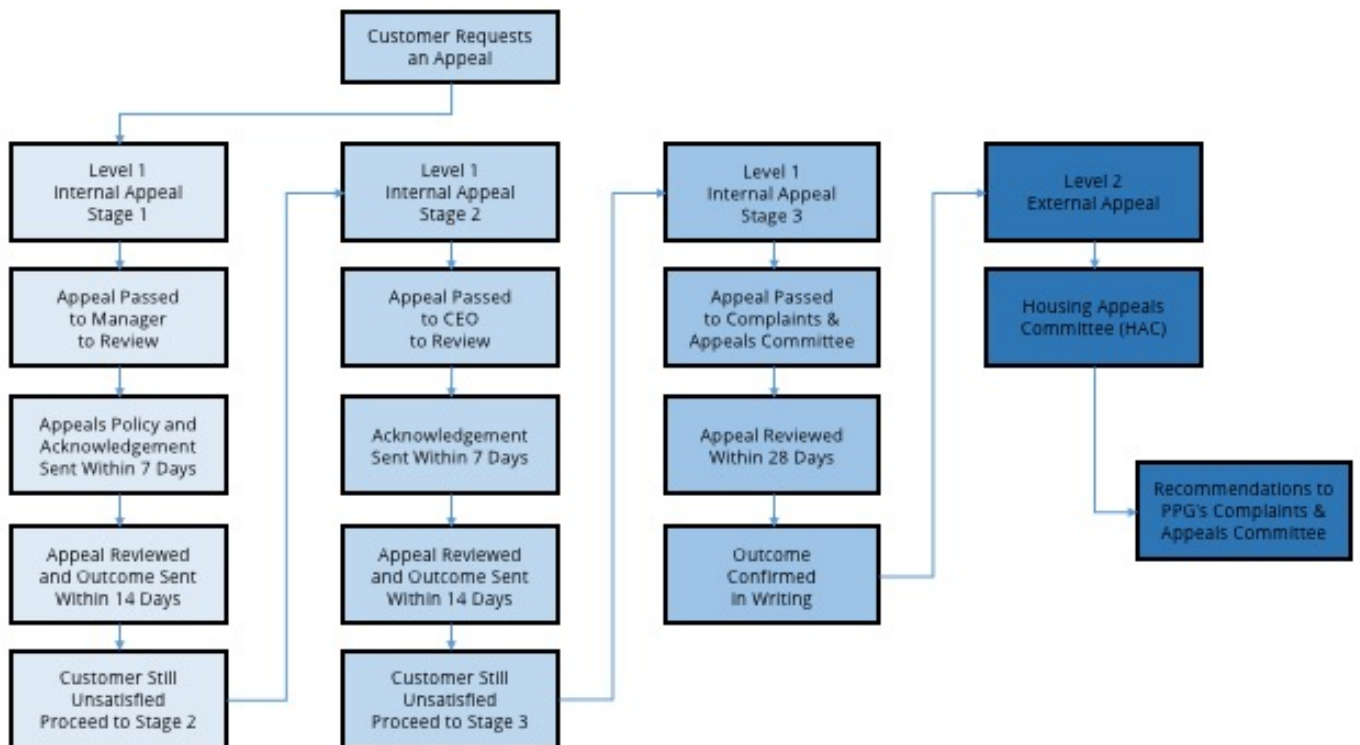 Customer Requests
an Appeal
Level 1
Internal Appeal
Stage 1
Appeal Passed
to Manager
to Review
Appeals Policy and
Acknowledgement
Sent Within 7 Days
Appeal Reviewed
and Outcome Sent
Within 14 Days
Customer Still
Unsatisfied
Proceed to Stage 2
Level 1
Internal Appeal
Stage 2
Appeal Passed
to CEO
to Review
Acknowledgement
Sent Within 7 Days
Appeal Reviewed
and Outcome Sent
Within 14 Days
Customer Still
Unsatisfied
Proceed to Stage 3
Level 1
Internal Appeal
Stage 3
Appeal Passed
to Complaints &
Appeals Committee
Appeal Reviewed
Within 28 Days
Outcome
Confirmed
in Writing
Level 2
External Appeal
Housing Appeals
Committee (HAC)
Recommendations to
PPG's Complaints &
Appeals Committee